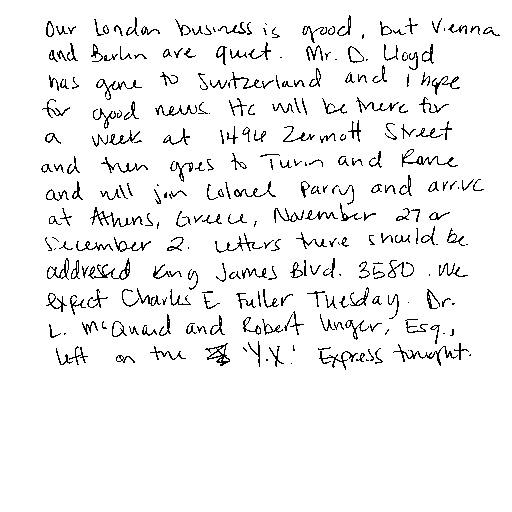 Our London business is good, but Vienna
and Berlin are quiet. Mr. D. Lloyd
has gone to Switzerland and I hope
for good news. He will be there for
a week at 1496 Zermott Street
and then goes to Turin and Rome
and will join Colonel Parry and arrive
at Athens, Greece, November 27 or
December 2. Letters there should be
addressed King James Blvd. 3580. We
expect Charles E. Fuller Tuesday. Dr.
L. McQuaid and Robert Unger, Esq.,
left on the 'Y.X.' Express tonight.